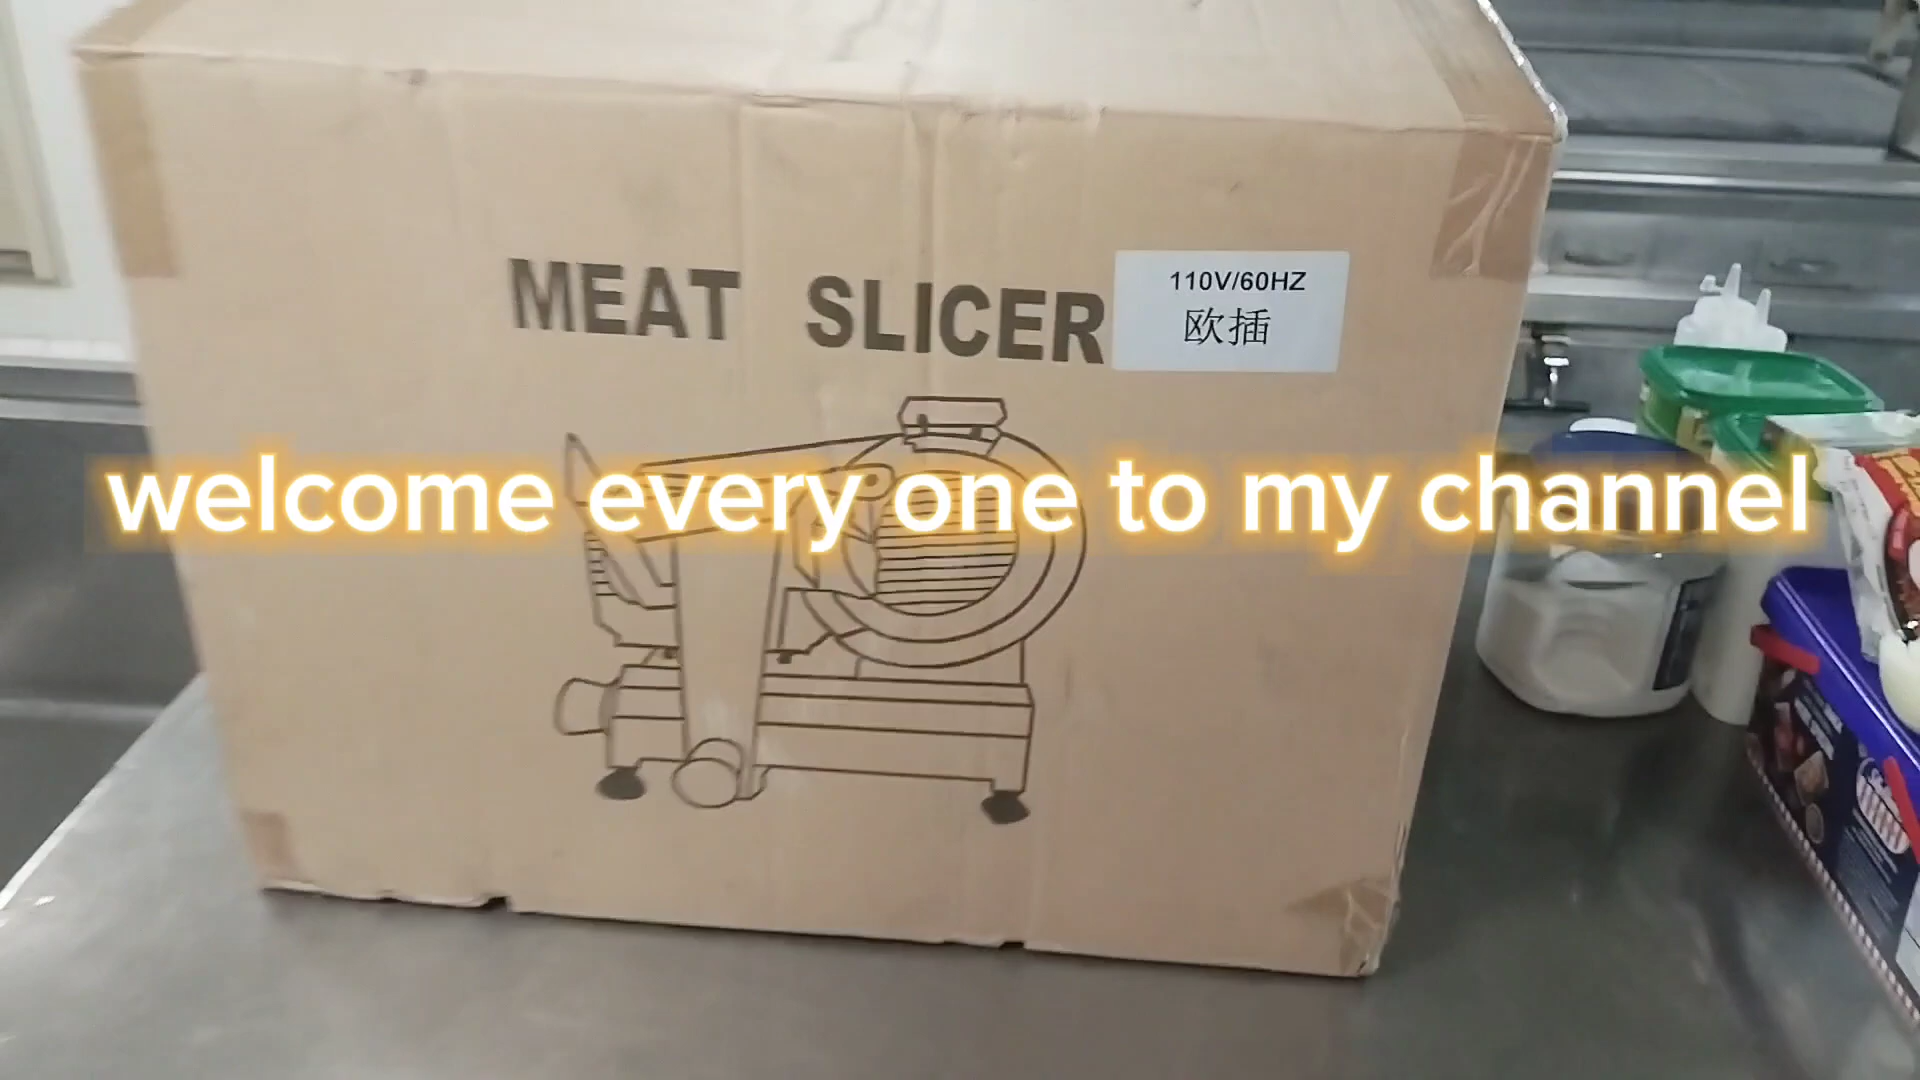 MEAT SLICER
110V/60HZ
欧插
welcome every one to my channel